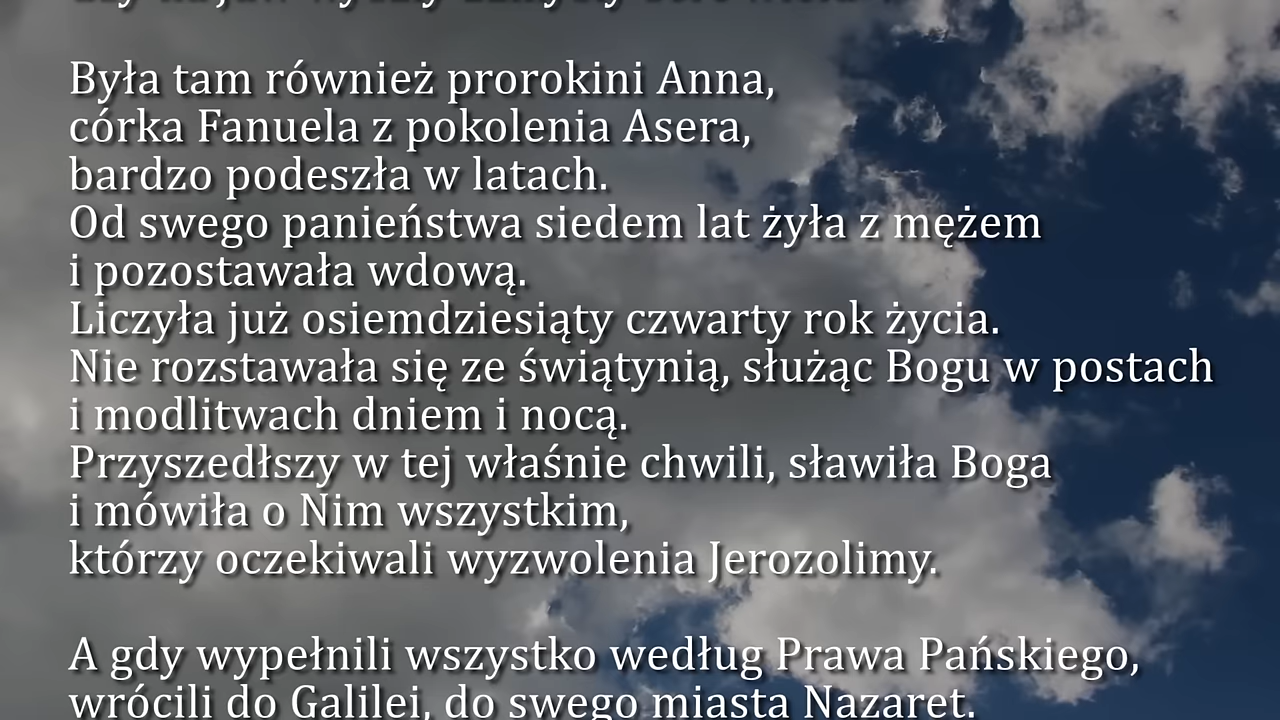 Była tam również prorokini Anna,
córka Fanuela z pokolenia Asera,
bardzo podeszła w latach.
Od swego panieństwa siedem lat żyła z mężem
i pozostawała wdową.
Liczyła już osiemdziesiąty czwarty rok życia.
Nie rozstawała się ze świątynią, służąc Bogu w postach
i modlitwach dniem i nocą.
Przyszedłszy w tej właśnie chwili, sławiła Boga
i mówiła o Nim wszystkim,
którzy oczekiwali wyzwolenia Jerozolimy.
A gdy wypełnili wszystko według Prawa Pańskiego,
wrócili do Galilei, do swego miasta Nazaret.